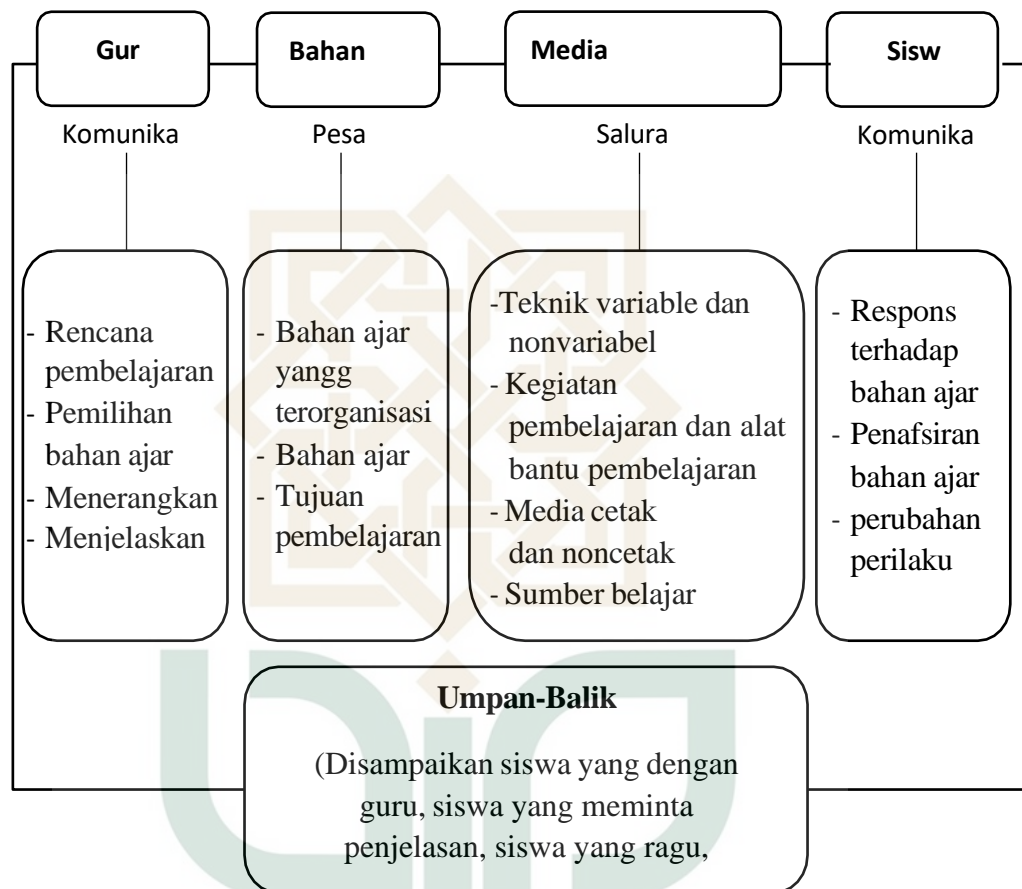 Gur
Bahan
Media
Sisw
Komunika
Pesa
Salura
Komunika
- Rencana
pembelajaran
- Pemilihan
bahan ajar
- Menerangkan
- Menjelaskan
- Bahan ajar
yangg
terorganisasi
- Bahan ajar
- Tujuan
pembelajaran
-Teknik variable dan
nonvariabel
- Kegiatan
pembelajaran dan alat
bantu pembelajaran
- Media cetak
dan noncetak
- Sumber belajar
- Respons
terhadap
bahan ajar
- Penafsiran
bahan ajar
- perubahan
perilaku
Umpan-Balik
(Disampaikan siswa yang dengan
guru, siswa yang meminta
penjelasan, siswa yang ragu,